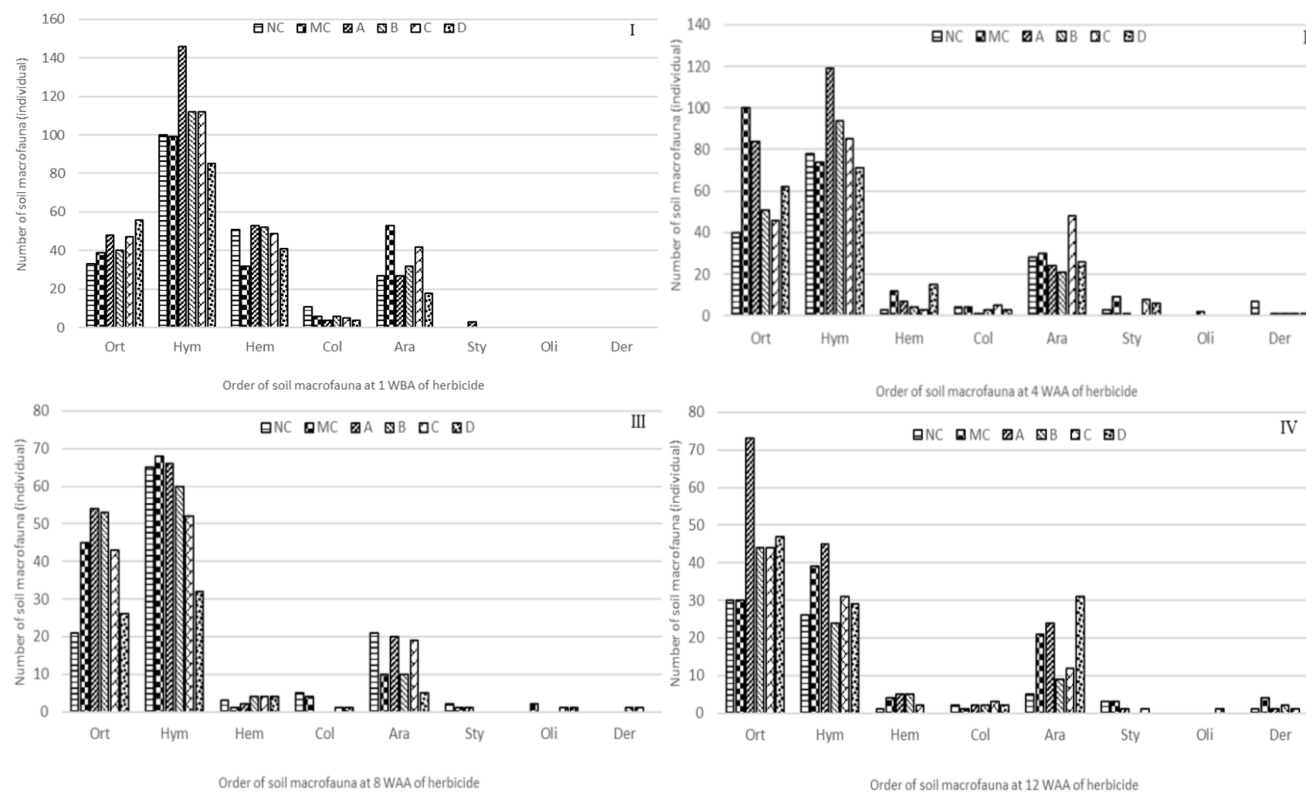 160
140
120
100
80
60
40
20
0
Number of soil macrofauna (individual)
NC MC A B C D
I
Ort Hym Hem Col Ara Sty Oli Der
Order of soil macrofauna at 1 WBA of herbicide
140
120
100
80
60
40
20
0
Number of soil macrofauna (individual)
NC MC A B C D
Ort Hym Hem Col Ara Sty Oli Der
Order of soil macrofauna at 4 WAA of herbicide
80
70
60
50
40
30
20
10
0
Number of soil macrofauna (individual)
NC MC A B C D
III
Ort Hym Hem Col Ara Sty Oli Der
Order of soil macrofauna at 8 WAA of herbicide
80
70
60
50
40
30
20
10
0
Number of soil macrofauna (individual)
NC MC A B C D
IV
Ort Hym Hem Col Ara Sty Oli Der
Order of soil macrofauna at 12 WAA of herbicide